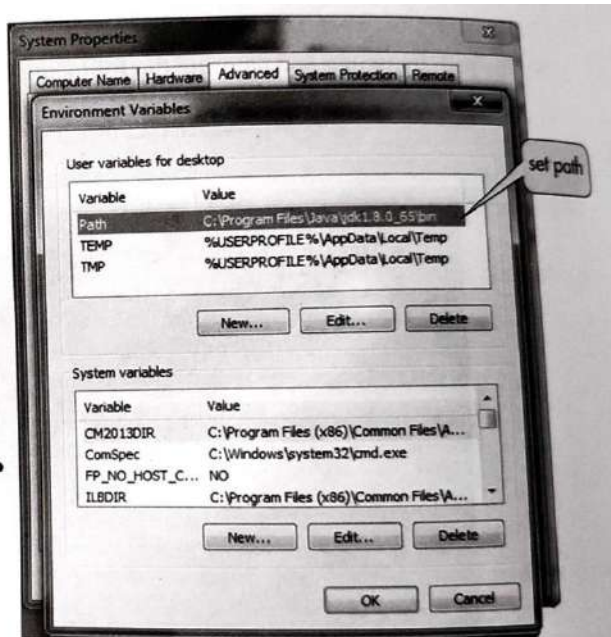 System Properties
Computer Name Hardware Advanced System Protection Remote
Environment Variables
User variables for desktop
set path
Variable Value
Path C:\Program Files\Java\jdk1.8.0_65\bin
TEMP %USERPROFILE%\AppData\Local\Temp
TMP %USERPROFILE%\AppData\Local\Temp
New... Edit... Delete
System variables
Variable Value
CM2013DIR C:\Program Files (x86)\Common Files\A...
ComSpec C:\Windows\system32\cmd.exe
FP_NO_HOST_C... NO
ILBDIR C:\Program Files (x86)\Common Files\A...
New... Edit... Delete
OK Cancel